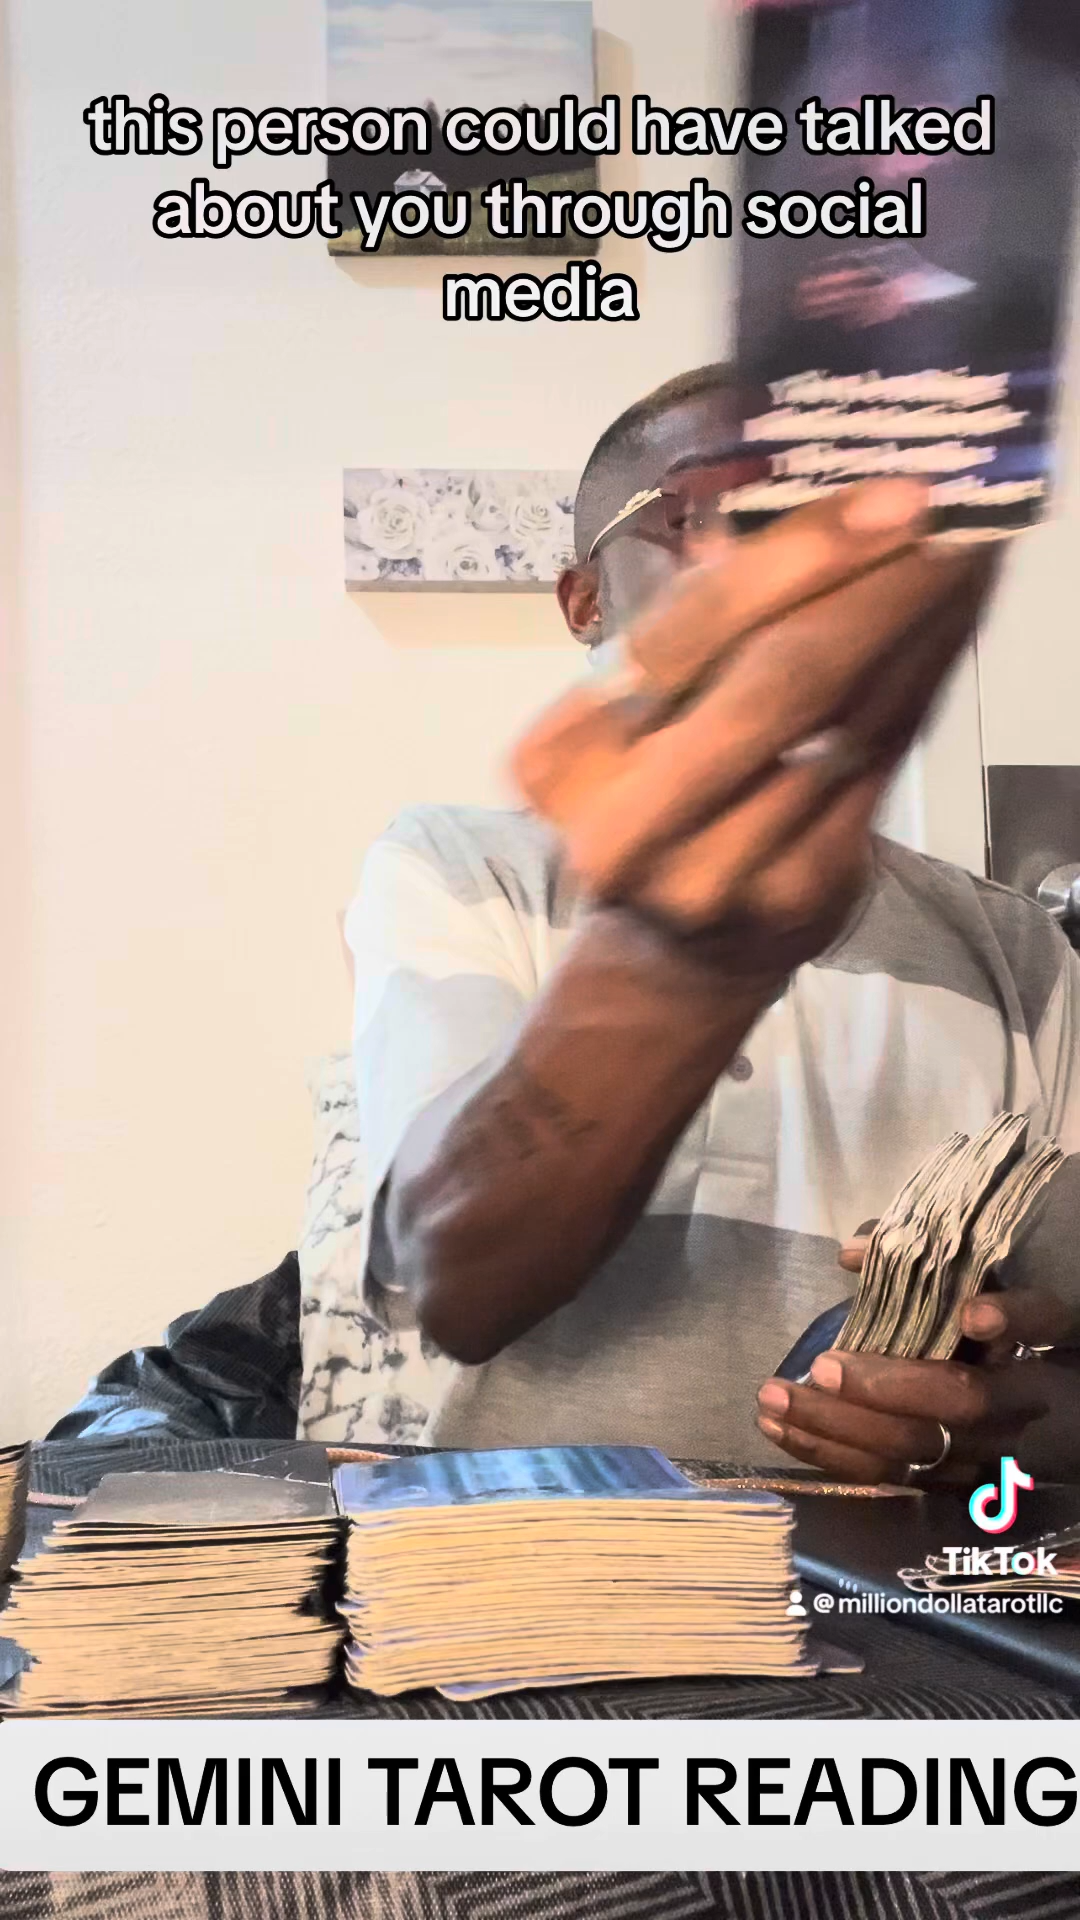 this person could have talked
about you through social
media
TikTok
@milliondollatarotllc
GEMINI TAROT READING